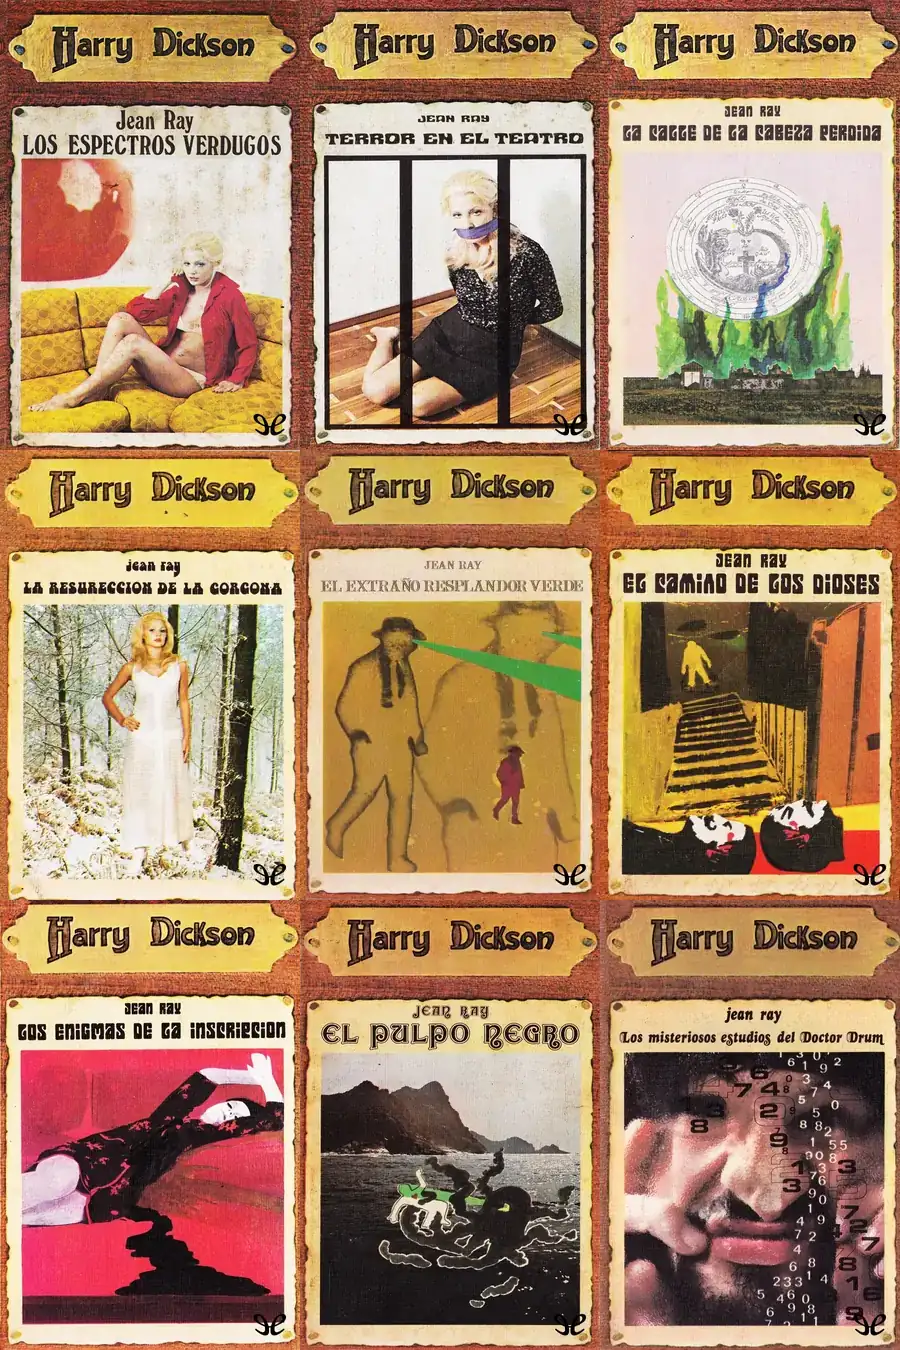 Harry Dickson
Jean Ray
LOS ESPECTROS VERDUGOS
Harry Dickson
JEAN RAY
TERROR EN EL TEATRO
Harry Dickson
JEAN RAY
LA CALLE DE LA CABEZA PERDIDA
Harry Dickson
jean ray
LA RESURECCION DE LA GORGONA
Harry Dickson
JEAN RAY
EL EXTRAÑO RESPLANDOR VERDE
Harry Dickson
JEAN RAY
EL CAMINO DE LOS DIOSES
Harry Dickson
JEAN RAY
LOS ENIGMAS DE LA INSCRIPCION
Harry Dickson
JEAN RAY
EL PULPO NEGRO
Harry Dickson
jean ray
Los misteriosos estudios del Doctor Drum